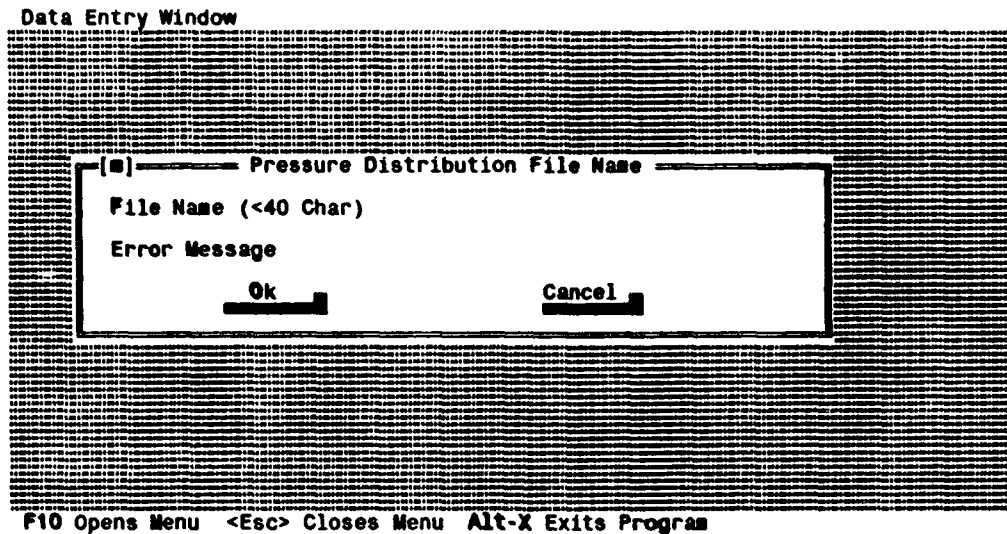 Data Entry Window
[■] Pressure Distribution File Name
File Name (<40 Char)
Error Message
Ok Cancel
F10 Opens Menu <Esc> Closes Menu Alt-X Exits Program